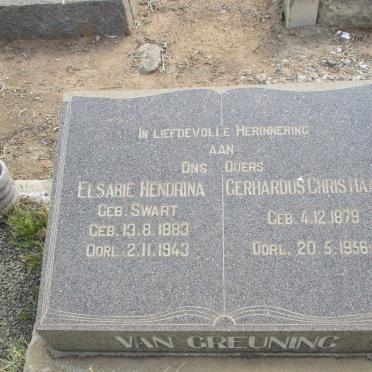 IN LIEFDEVOLLE HERINNERING
AAN
ONS OUERS
ELSABIE HENDRINA
GEB. SWART
GEB. 13.8.1883
OORL. 2.11.1943
GERHARDUS CHRISTIAAN
GEB. 4.12.1879
OORL. 20.5.1956
VAN GREUNING